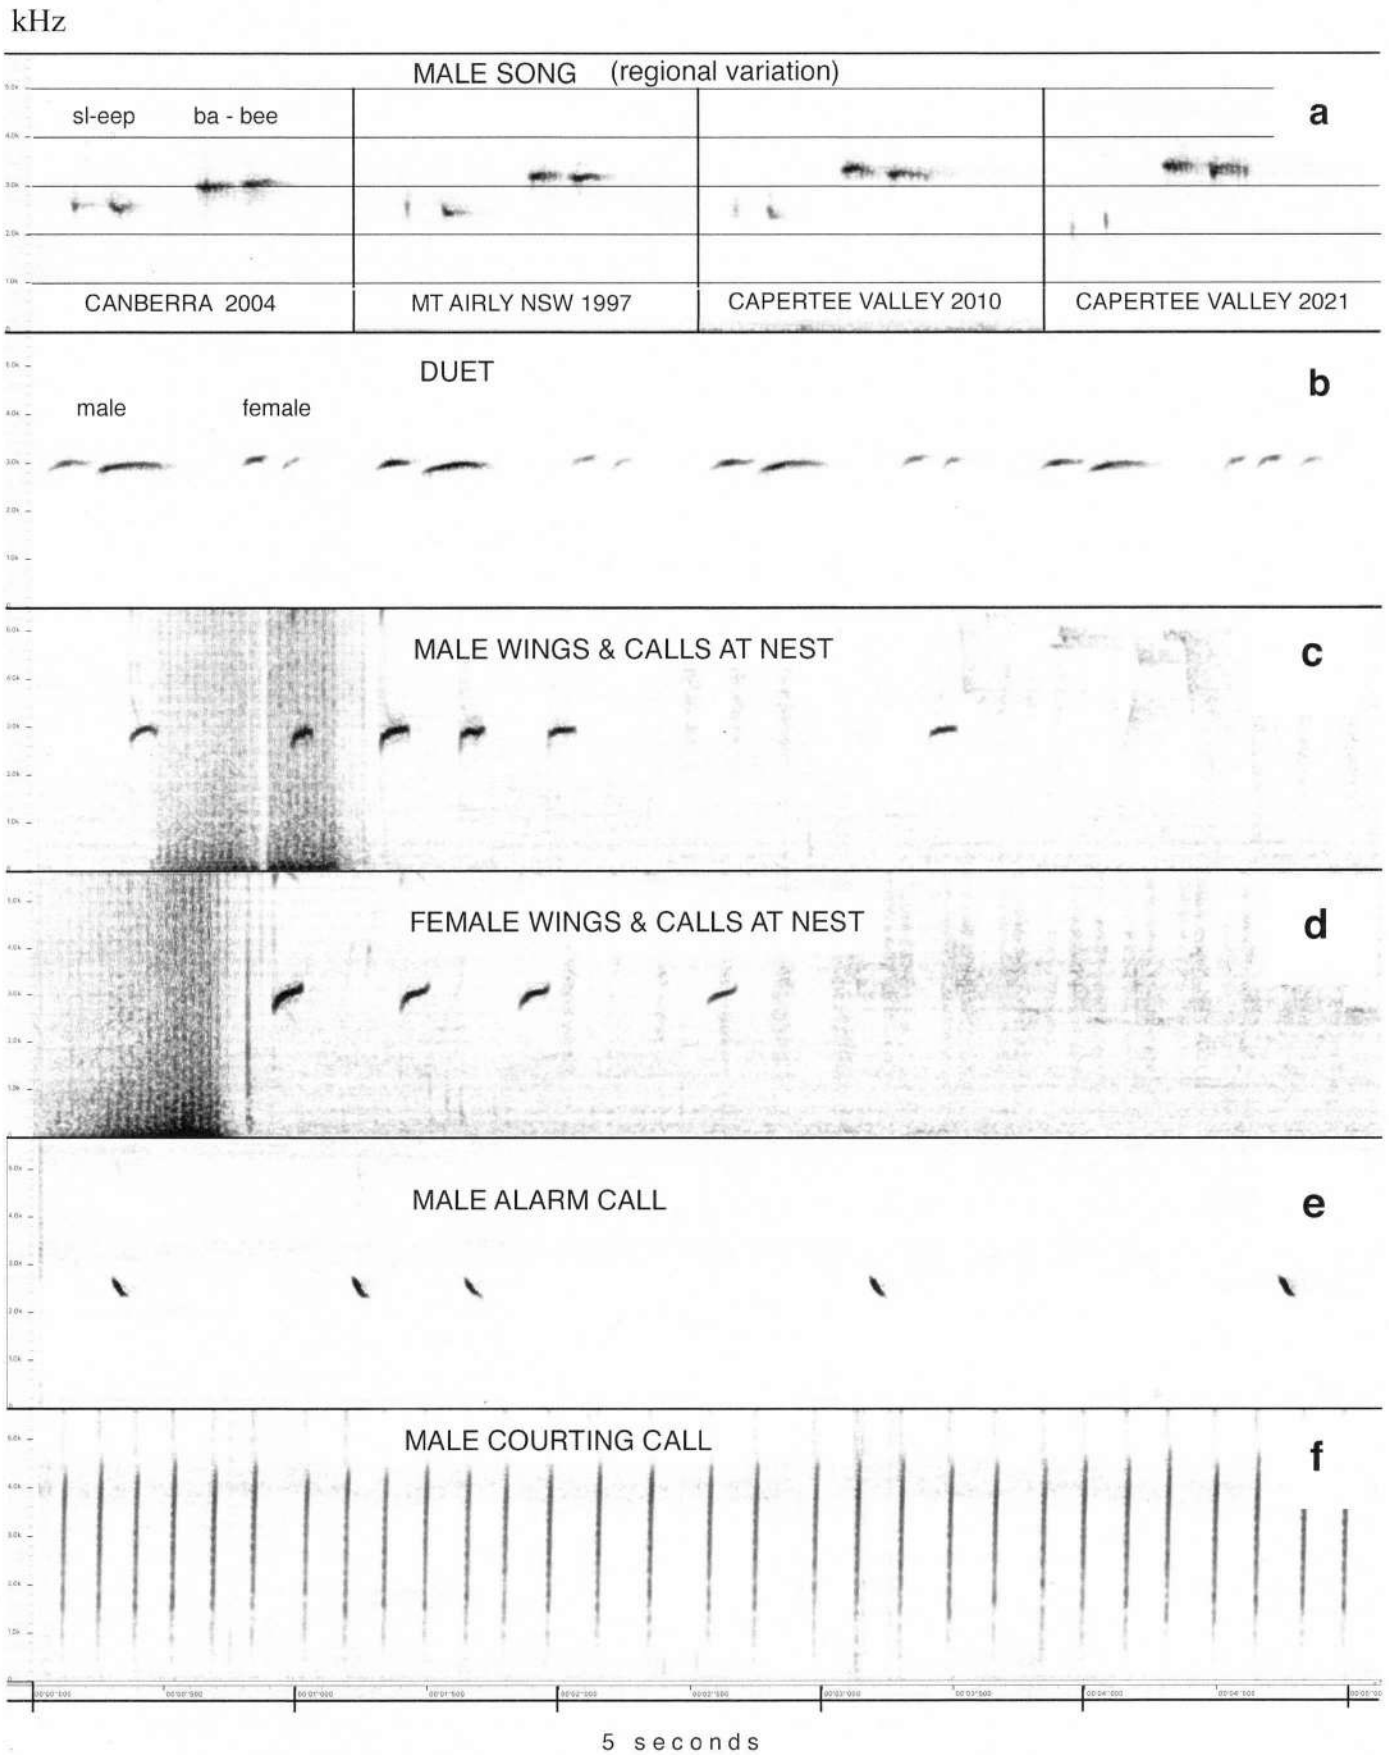 kHz
MALE SONG (regional variation)
a
sl-eep ba - bee
CANBERRA 2004 MT AIRLY NSW 1997 CAPERTEE VALLEY 2010 CAPERTEE VALLEY 2021
DUET
b
male female
MALE WINGS & CALLS AT NEST
c
FEMALE WINGS & CALLS AT NEST
d
MALE ALARM CALL
e
MALE COURTING CALL
f
5 seconds